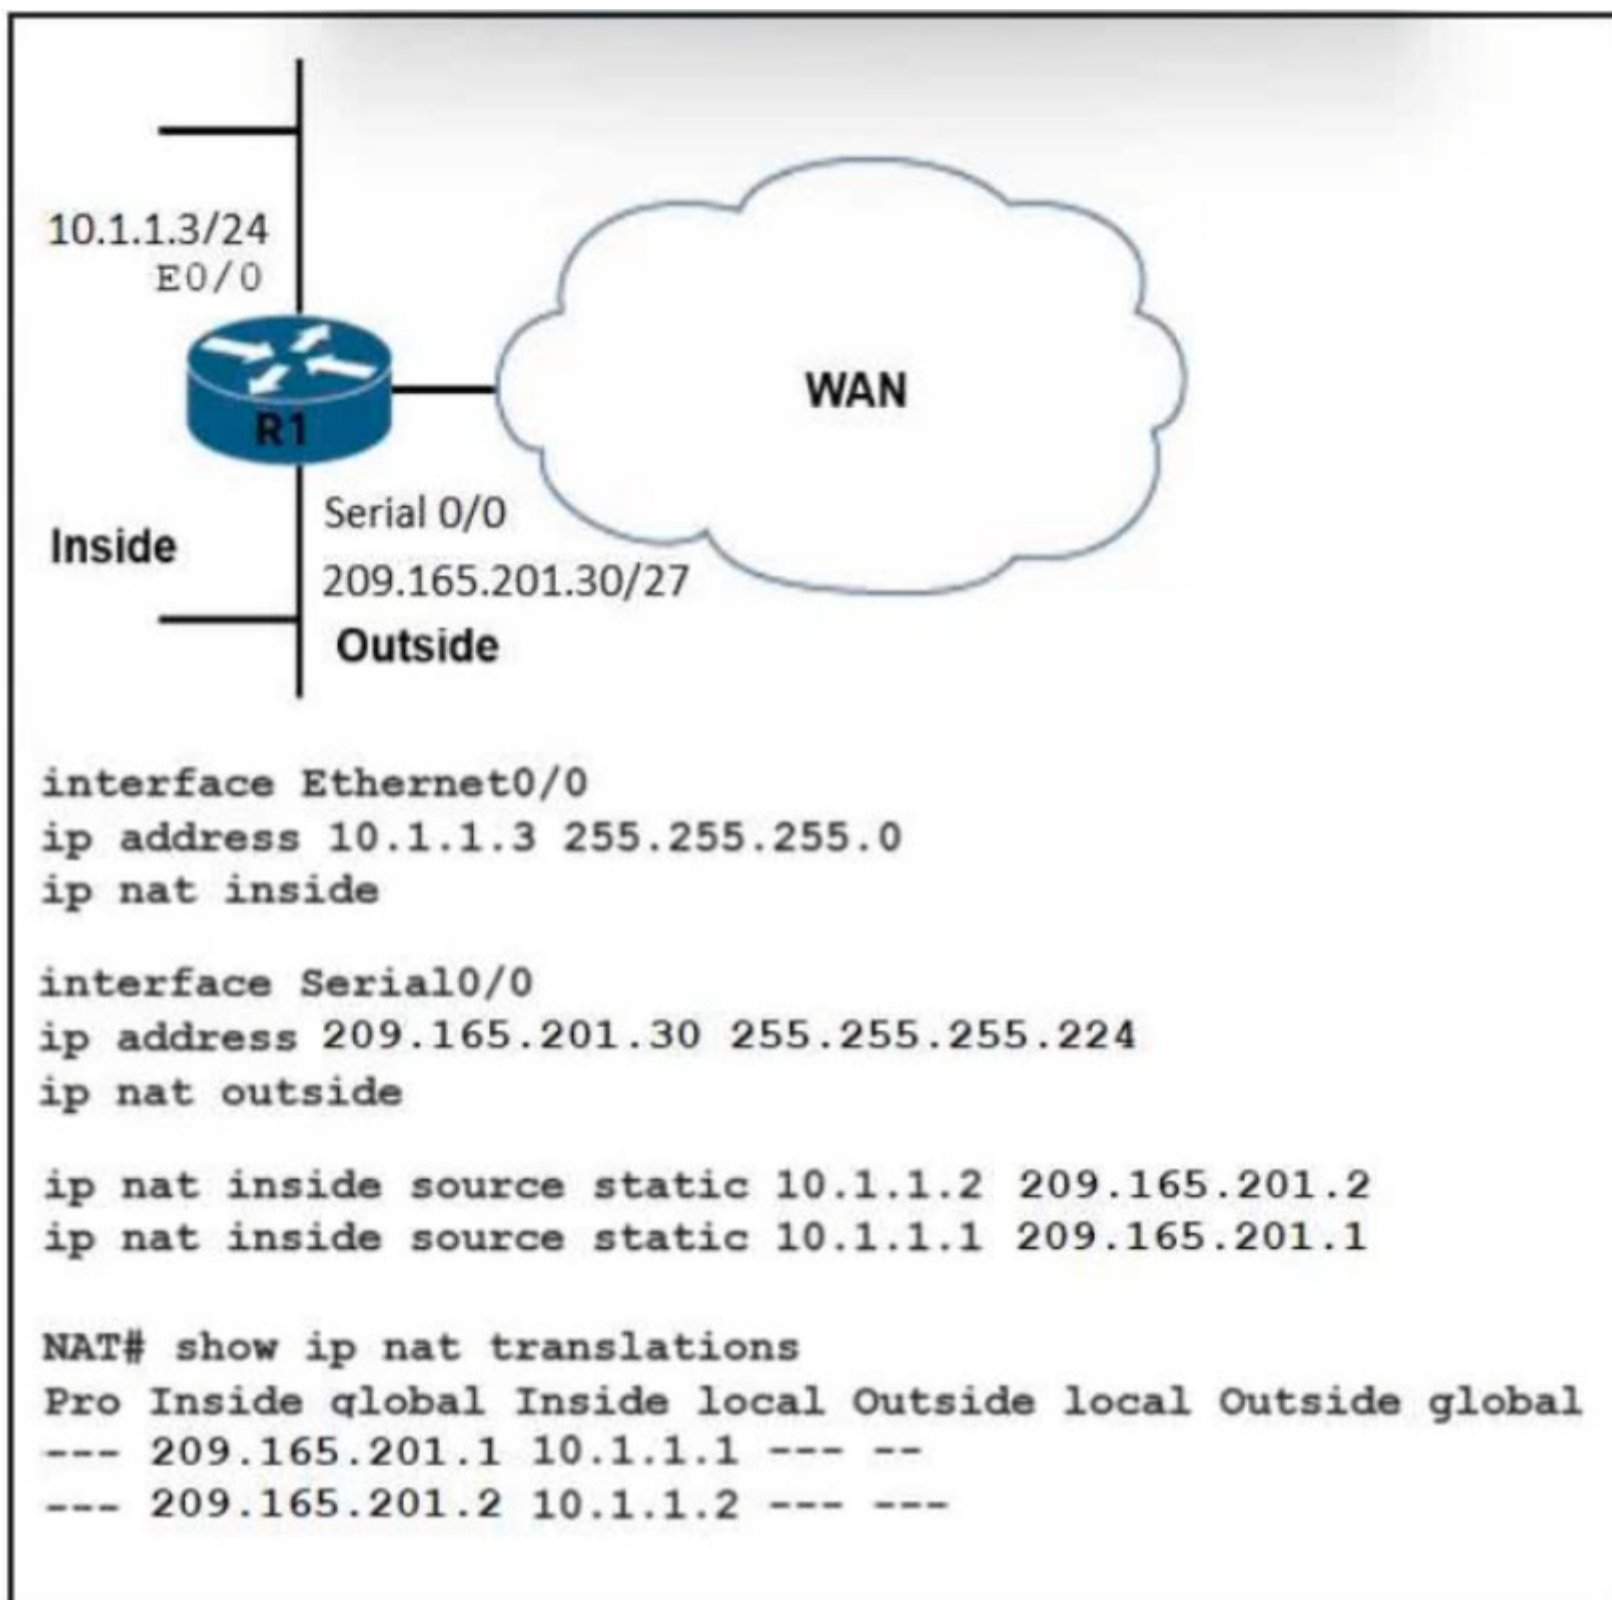 10.1.1.3/24
E0/0
R1
WAN
Serial 0/0
Inside
209.165.201.30/27
Outside
interface Ethernet0/0
ip address 10.1.1.3 255.255.255.0
ip nat inside
interface Serial0/0
ip address 209.165.201.30 255.255.255.224
ip nat outside
ip nat inside source static 10.1.1.2 209.165.201.2
ip nat inside source static 10.1.1.1 209.165.201.1
NAT# show ip nat translations
Pro Inside global Inside local Outside local Outside global
--- 209.165.201.1 10.1.1.1 --- --
--- 209.165.201.2 10.1.1.2 --- ---